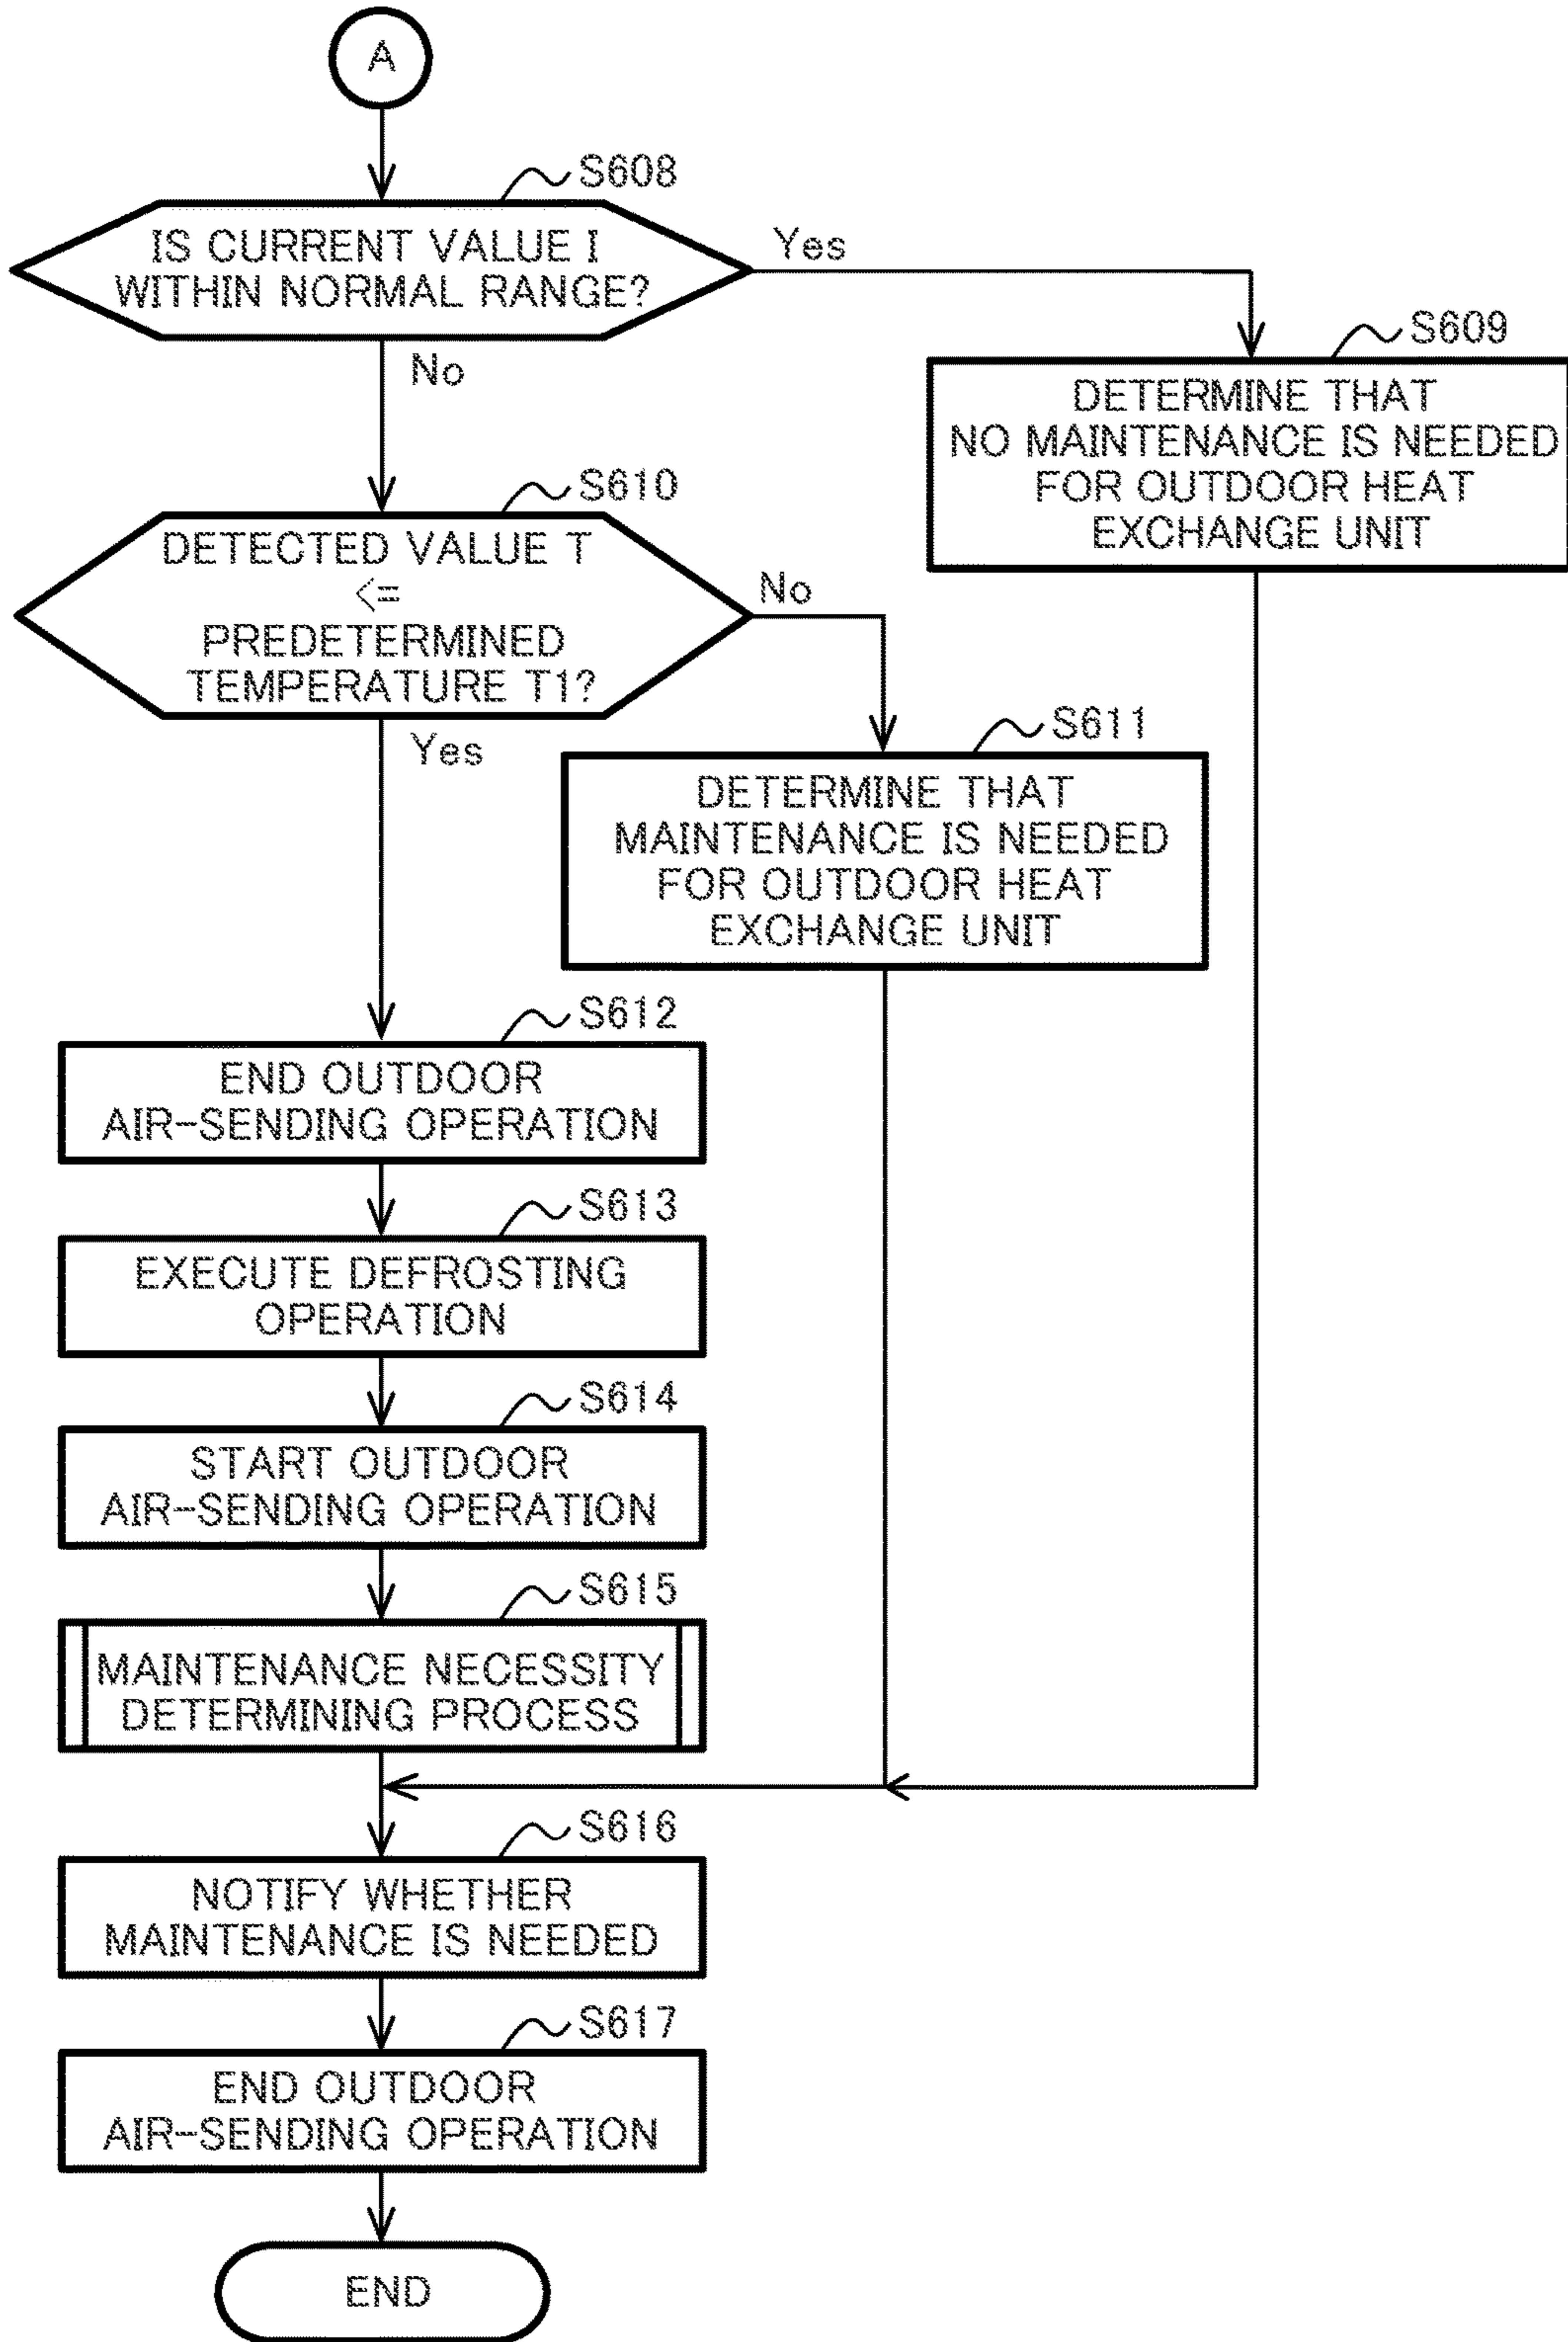 A
S608
IS CURRENT VALUE I
WITHIN NORMAL RANGE?
Yes
No
S609
DETERMINE THAT
NO MAINTENANCE IS NEEDED
FOR OUTDOOR HEAT
EXCHANGE UNIT
S610
DETECTED VALUE T
<=
PREDETERMINED
TEMPERATURE T1?
No
Yes
S611
DETERMINE THAT
MAINTENANCE IS NEEDED
FOR OUTDOOR HEAT
EXCHANGE UNIT
S612
END OUTDOOR
AIR-SENDING OPERATION
S613
EXECUTE DEFROSTING
OPERATION
S614
START OUTDOOR
AIR-SENDING OPERATION
S615
MAINTENANCE NECESSITY
DETERMINING PROCESS
S616
NOTIFY WHETHER
MAINTENANCE IS NEEDED
S617
END OUTDOOR
AIR-SENDING OPERATION
END